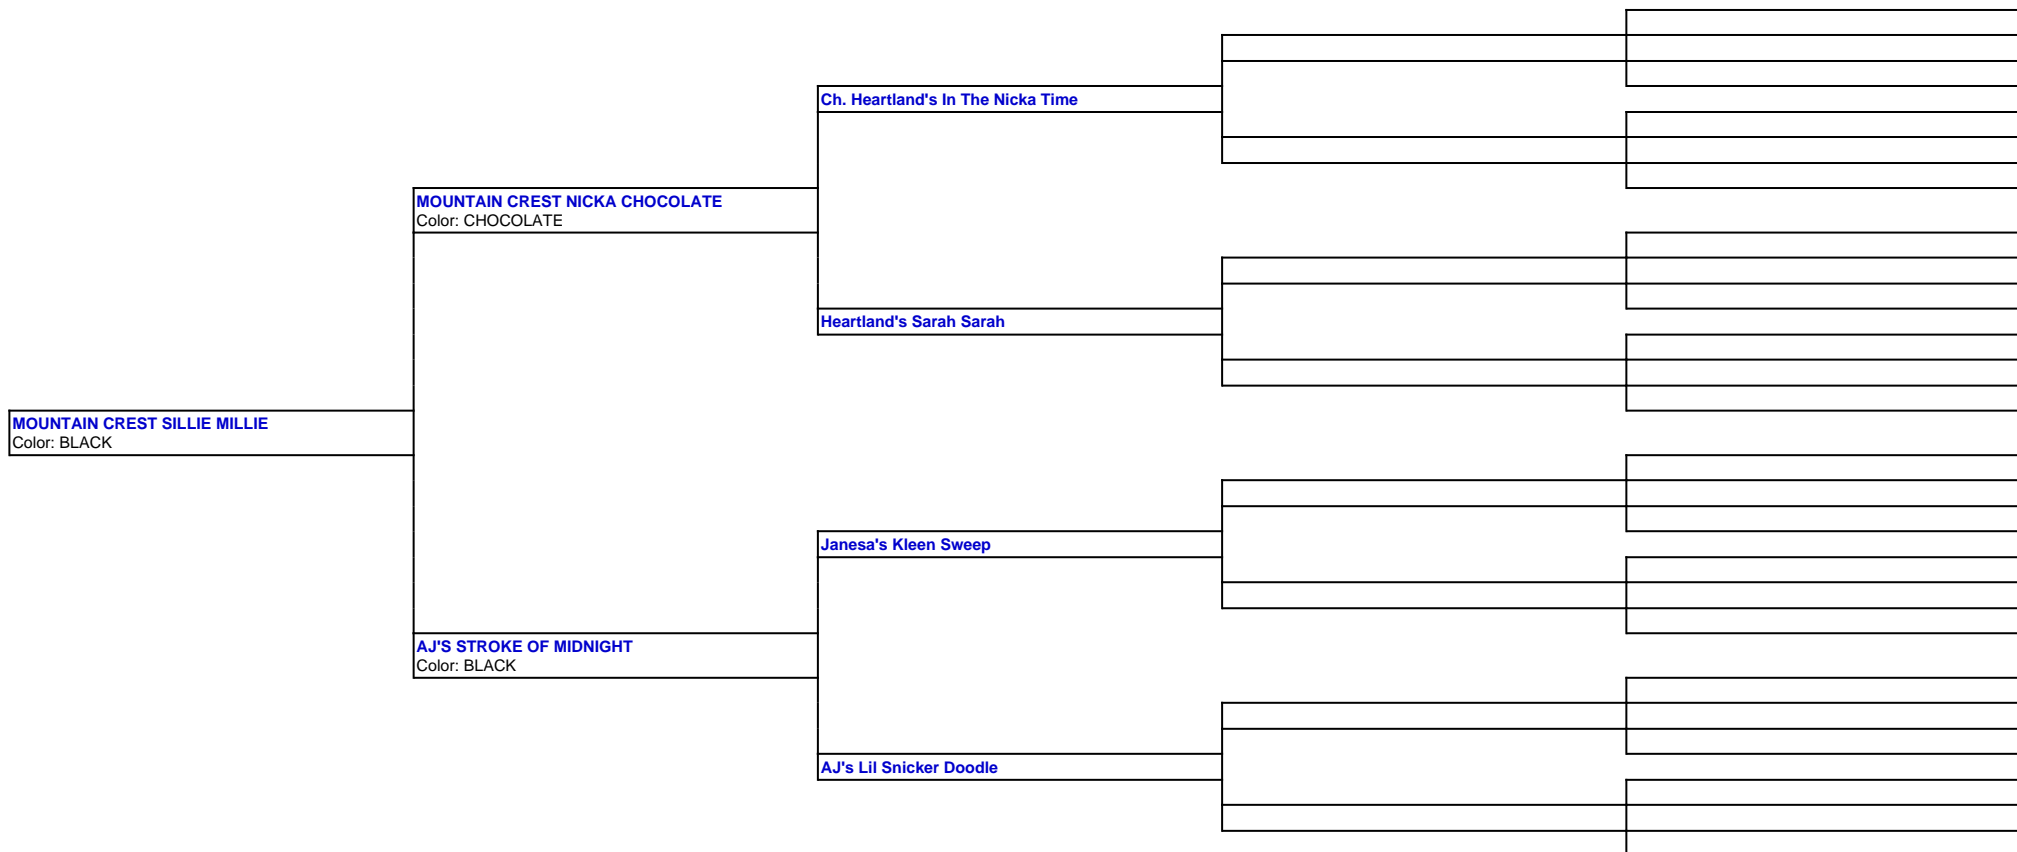 Ch. Heartland's In The Nicka Time
MOUNTAIN CREST NICKA CHOCOLATE
Color: CHOCOLATE
Heartland's Sarah Sarah
MOUNTAIN CREST SILLIE MILLIE
Color: BLACK
Janesa's Kleen Sweep
AJ'S STROKE OF MIDNIGHT
Color: BLACK
AJ's Lil Snicker Doodle